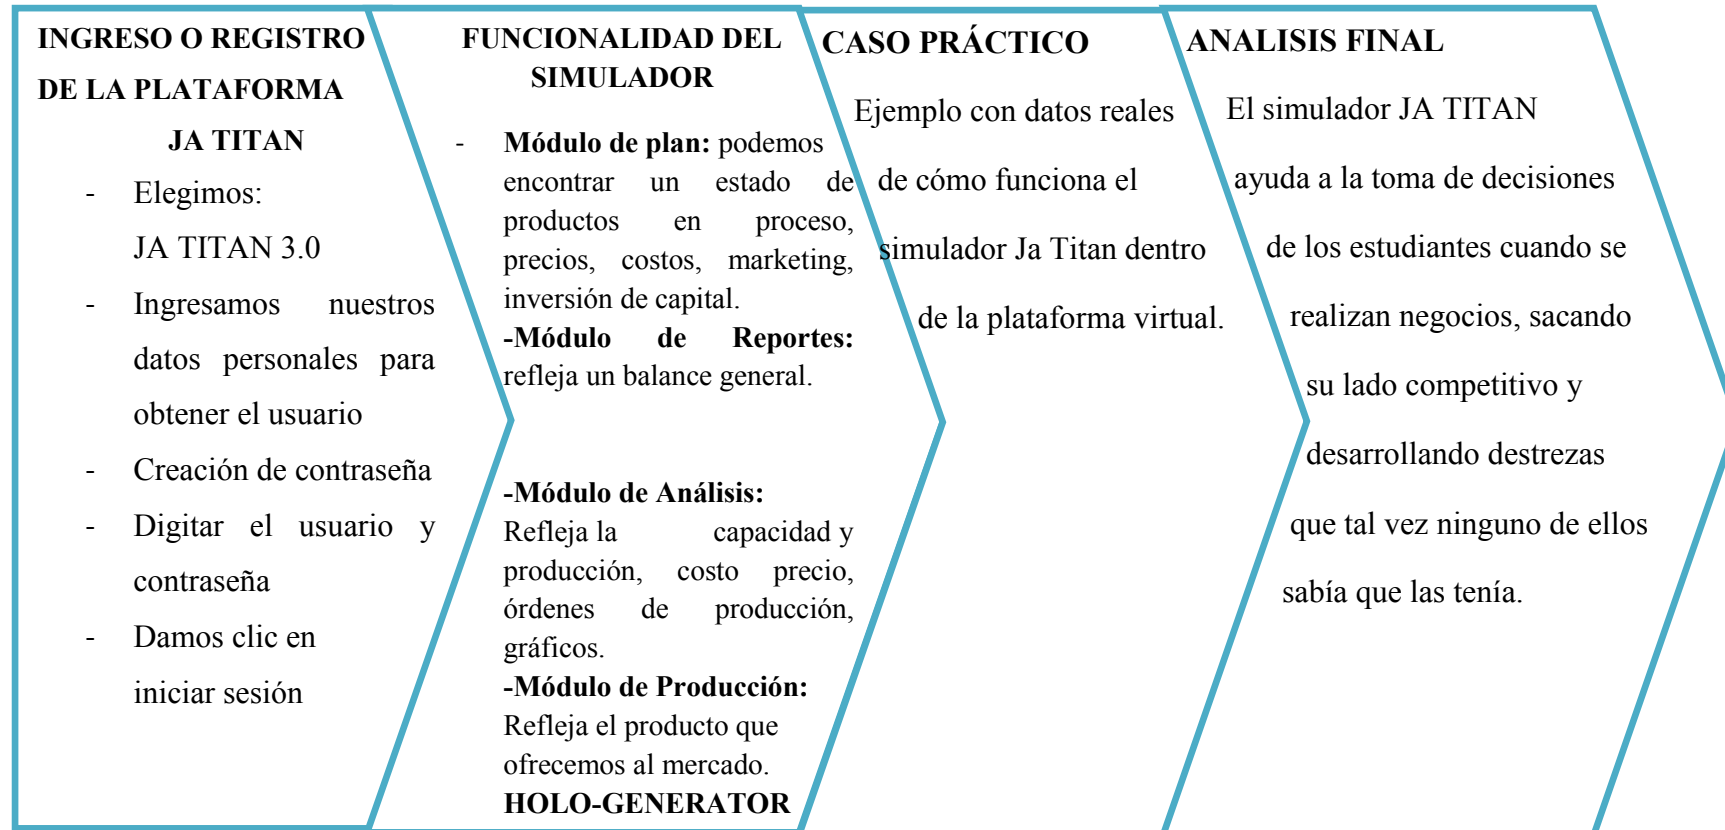 INGRESO O REGISTRO
DE LA PLATAFORMA
JA TITAN
- Elegimos:
JA TITAN 3.0
- Ingresamos nuestros
datos personales para
obtener el usuario
- Creación de contraseña
- Digitar el usuario y
contraseña
- Damos clic en
iniciar sesión
FUNCIONALIDAD DEL
SIMULADOR
- Módulo de plan: podemos
encontrar un estado de
productos en proceso,
precios, costos, marketing,
inversión de capital.
-Módulo de Reportes:
refleja un balance general.
-Módulo de Análisis:
Refleja la capacidad y
producción, costo precio,
órdenes de producción,
gráficos.
-Módulo de Producción:
Refleja el producto que
ofrecemos al mercado.
HOLO-GENERATOR
CASO PRÁCTICO
Ejemplo con datos reales
de cómo funciona el
simulador Ja Titan dentro
de la plataforma virtual.
ANALISIS FINAL
El simulador JA TITAN
ayuda a la toma de decisiones
de los estudiantes cuando se
realizan negocios, sacando
su lado competitivo y
desarrollando destrezas
que tal vez ninguno de ellos
sabía que las tenía.